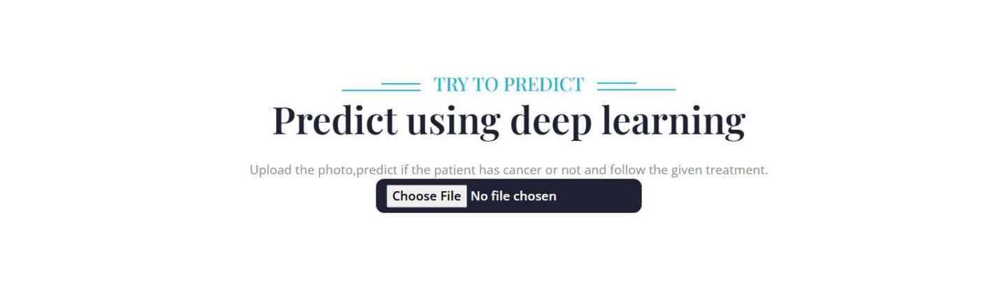 TRY TO PREDICT
Predict using deep learning
Upload the photo,predict if the patient has cancer or not and follow the given treatment.
Choose File No file chosen